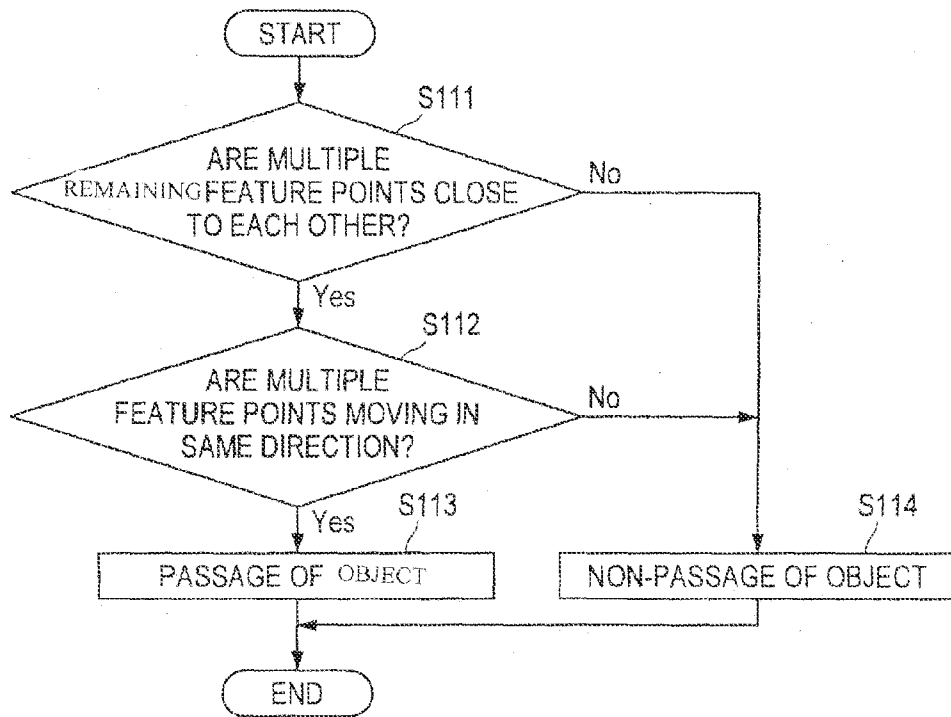 START
S111
ARE MULTIPLE
REMAINING FEATURE POINTS CLOSE
TO EACH OTHER?
No
Yes
S112
ARE MULTIPLE
FEATURE POINTS MOVING IN
SAME DIRECTION?
No
Yes
S113
PASSAGE OF OBJECT
S114
NON-PASSAGE OF OBJECT
END